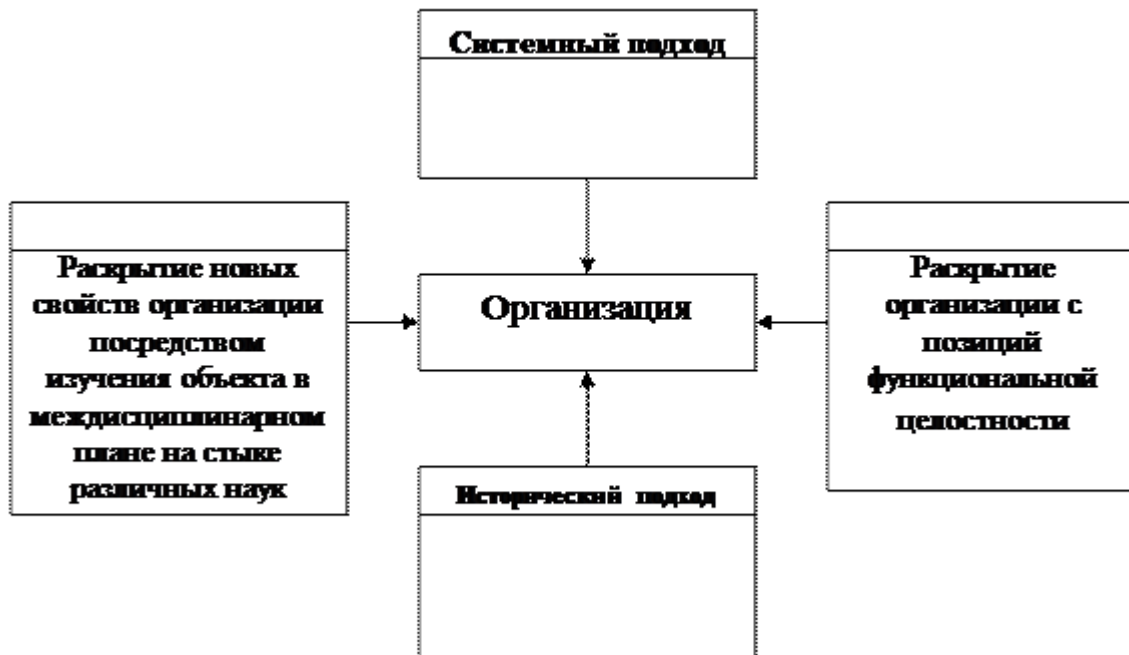 Системный подход
Раскрытие новых
свойств организации
посредством
изучения объекта в
междисциплинарном
плане на стыке
различных наук
Организация
Раскрытие
организации с
позиций
функциональной
целостности
Исторический подход